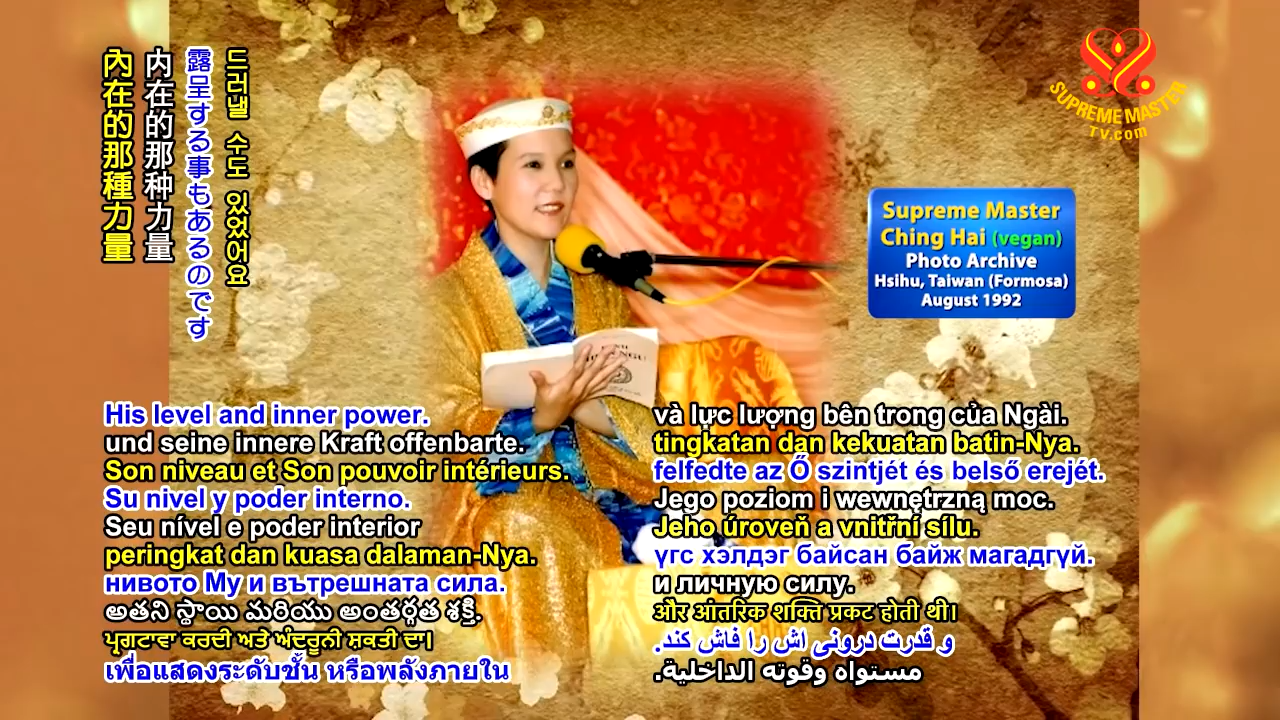 內在的那種力量
内在的那种力量
露呈する事もあるのです
드러낼 수도 있었어요
SUPREME MASTER
TV.com
Supreme Master
Ching Hai (vegan)
Photo Archive
Hsihu, Taiwan (Formosa)
August 1992
His level and inner power.
und seine innere Kraft offenbarte.
Son niveau et Son pouvoir intérieurs.
Su nivel y poder interno.
Seu nível e poder interior
peringkat dan kuasa dalaman-Nya.
нивото Му и вътрешната сила.
అతని స్థాయి మరియు అంతర్గత శక్తి.
ਪ੍ਰਗਟਾਵਾ ਕਰਦੀ ਅਤੇ ਅੰਦਰੂਨੀ ਸ਼ਕਤੀ ਦਾ।
เพื่อแสดงระดับชั้น หรือพลังภายใน
và lực lượng bên trong của Ngài.
tingkatan dan kekuatan batin-Nya.
felfedte az Ő szintjét és belső erejét.
Jego poziom i wewnętrzną moc.
Jeho úroveň a vnitřní sílu.
үгс хэлдэг байсан байж магадгүй.
и личную силу.
और आंतरिक शक्ति प्रकट होती थी।
و قدرت درونی اش را فاش کند.
مستواه وقوته الداخلية.